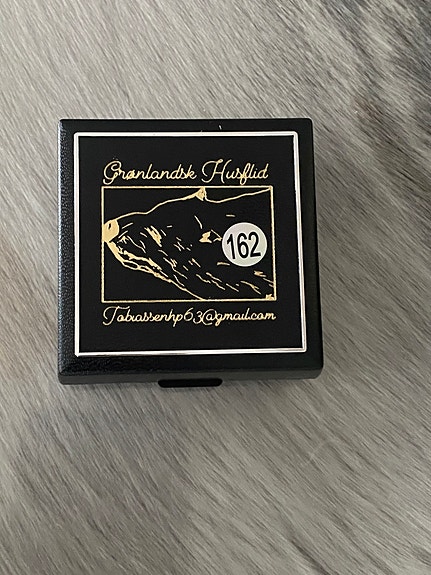 Grønlandsk Husflid
162
Tobiassenhp63@gmail.com